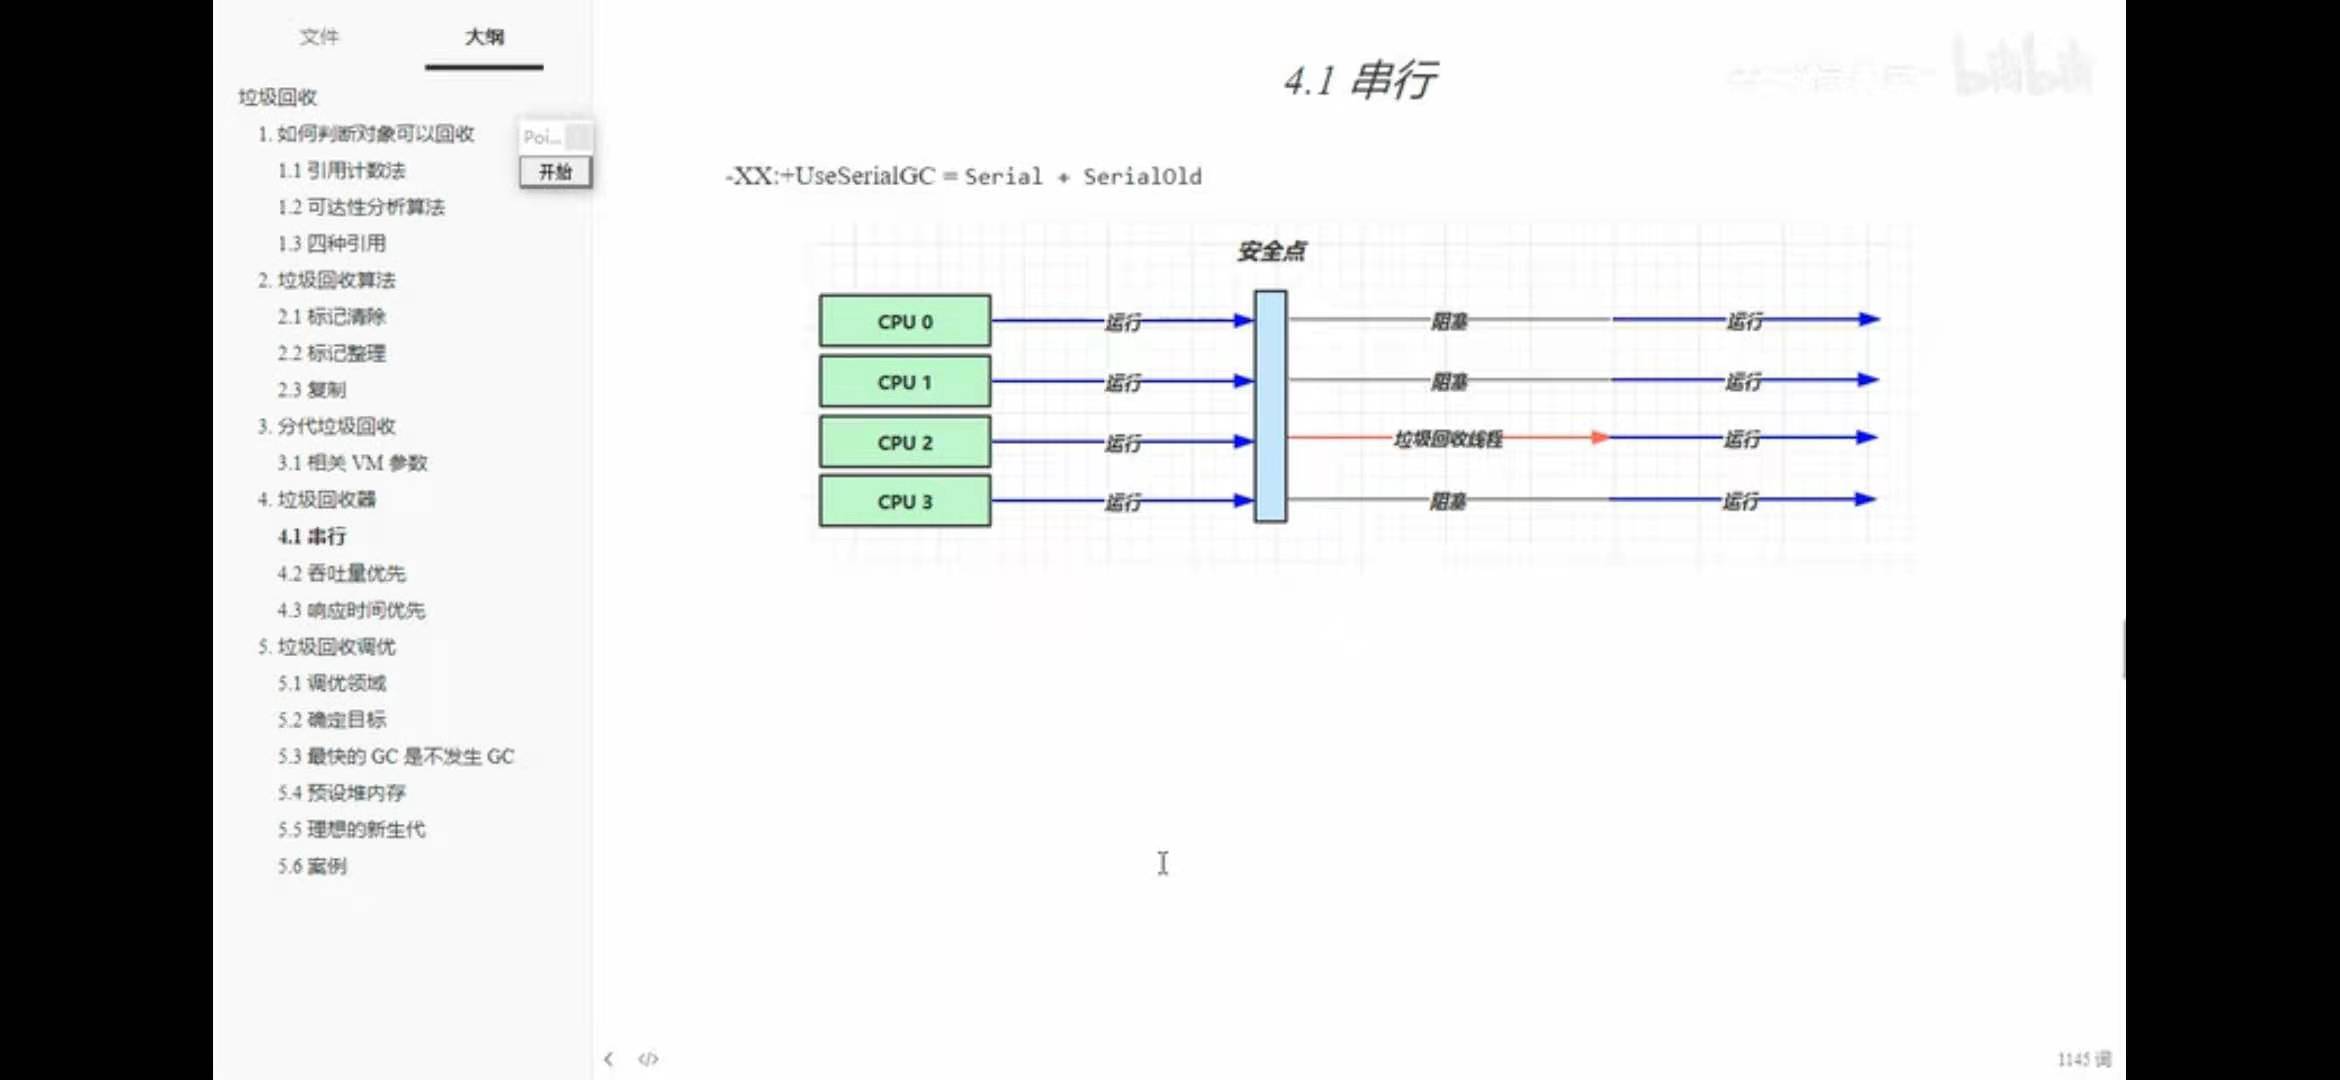 文件
大纲
垃圾回收
1. 如何判断对象可以回收
1.1 引用计数法
1.2 可达性分析算法
1.3 四种引用
2. 垃圾回收算法
2.1 标记清除
2.2 标记整理
2.3 复制
3. 分代垃圾回收
3.1 相关 VM 参数
4. 垃圾回收器
4.1 串行
4.2 吞吐量优先
4.3 响应时间优先
5. 垃圾回收调优
5.1 调优领域
5.2 确定目标
5.3 最快的 GC 是不发生 GC
5.4 预设堆内存
5.5 理想的新生代
5.6 案例
Poi...
开始
4.1 串行
bilibili
-XX:+UseSerialGC = Serial + SerialOld
安全点
CPU 0 运行 阻塞 运行
CPU 1 运行 阻塞 运行
CPU 2 运行 垃圾回收线程 运行
CPU 3 运行 阻塞 运行
1145 词